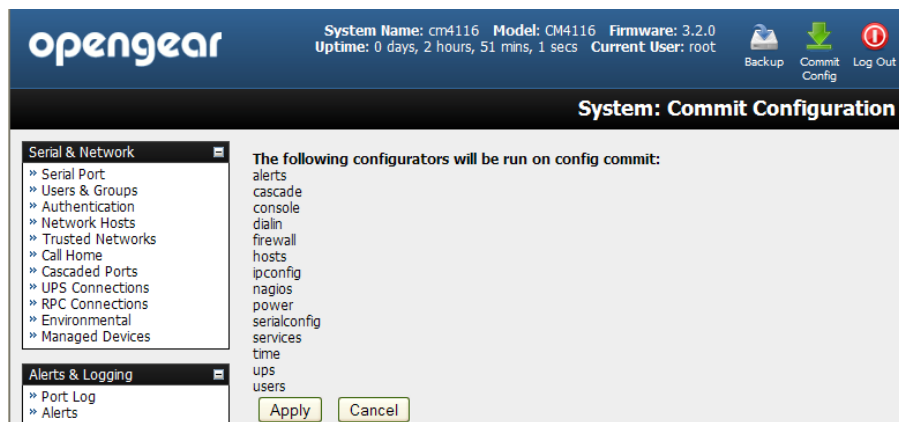 opengear
System Name: cm4116 Model: CM4116 Firmware: 3.2.0
Uptime: 0 days, 2 hours, 51 mins, 1 secs Current User: root
Backup
Commit
Config
Log Out
System: Commit Configuration
Serial & Network
» Serial Port
» Users & Groups
» Authentication
» Network Hosts
» Trusted Networks
» Call Home
» Cascaded Ports
» UPS Connections
» RPC Connections
» Environmental
» Managed Devices
Alerts & Logging
» Port Log
» Alerts
The following configurators will be run on config commit:
alerts
cascade
console
dialin
firewall
hosts
ipconfig
nagios
power
serialconfig
services
time
ups
users
Apply Cancel